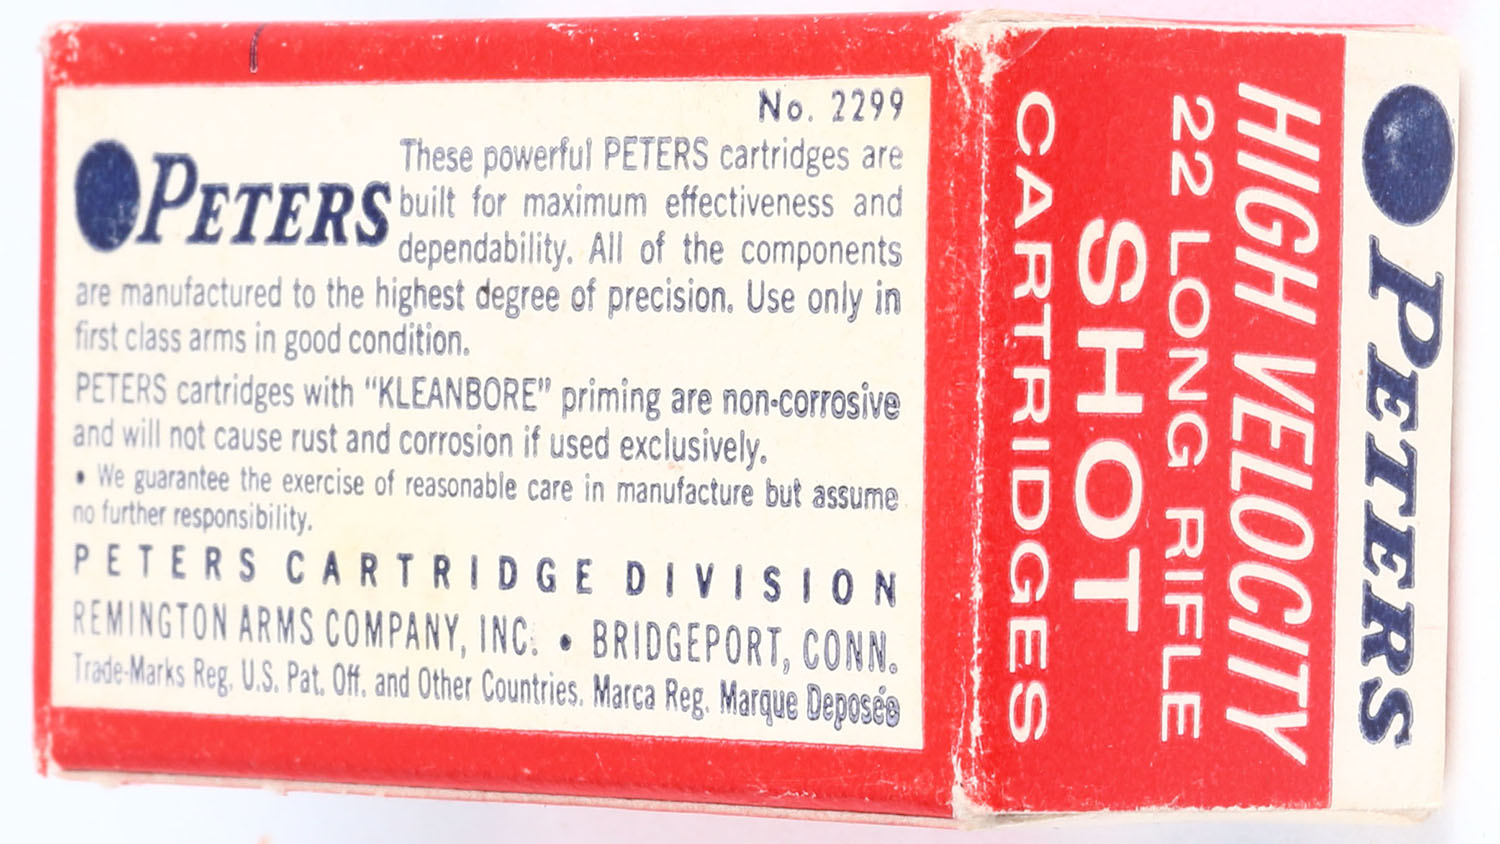 No. 2299
PETERS
These powerful PETERS cartridges are
built for maximum effectiveness and
dependability. All of the components
are manufactured to the highest degree of precision. Use only in
first class arms in good condition.
PETERS cartridges with "KLEANBORE" priming are non-corrosive
and will not cause rust and corrosion if used exclusively.
• We guarantee the exercise of reasonable care in manufacture but assume
no further responsibility.
PETERS CARTRIDGE DIVISION
REMINGTON ARMS COMPANY, INC. • BRIDGEPORT, CONN.
Trade-Marks Reg. U.S. Pat. Off. and Other Countries. Marca Reg. Marque Deposée
PETERS
HIGH VELOCITY
22 LONG RIFLE
SHOT
CARTRIDGES